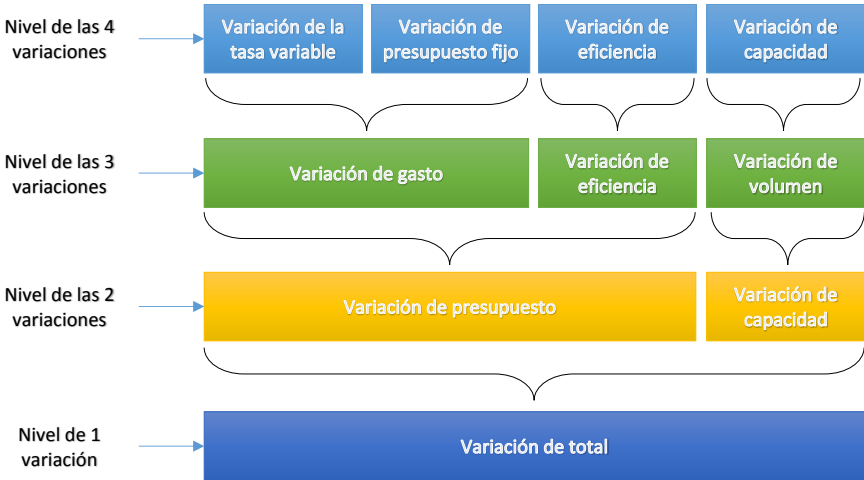 Nivel de las 4
variaciones
Variación de la
tasa variable
Variación de
presupuesto fijo
Variación de
eficiencia
Variación de
capacidad
Nivel de las 3
variaciones
Variación de gasto
Variación de
eficiencia
Variación de
volumen
Nivel de las 2
variaciones
Variación de presupuesto
Variación de
capacidad
Nivel de 1
variación
Variación de total